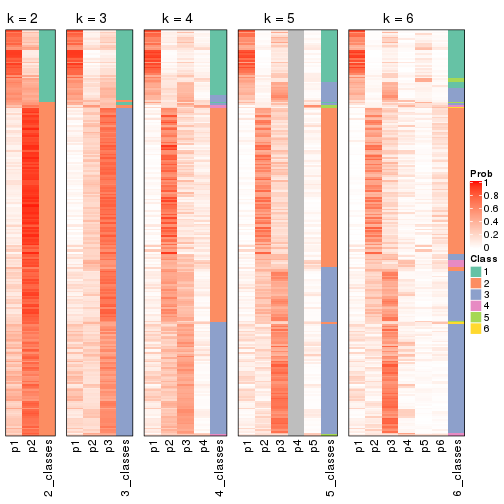 k = 2
k = 3
k = 4
k = 5
k = 6
Prob
1
0.8
0.6
0.4
0.2
0
Class
1
2
3
4
5
6
p1
p2
2_classes
p1
p2
p3
3_classes
p1
p2
p3
p4
4_classes
p1
p2
p3
p4
p5
5_classes
p1
p2
p3
p4
p5
p6
6_classes